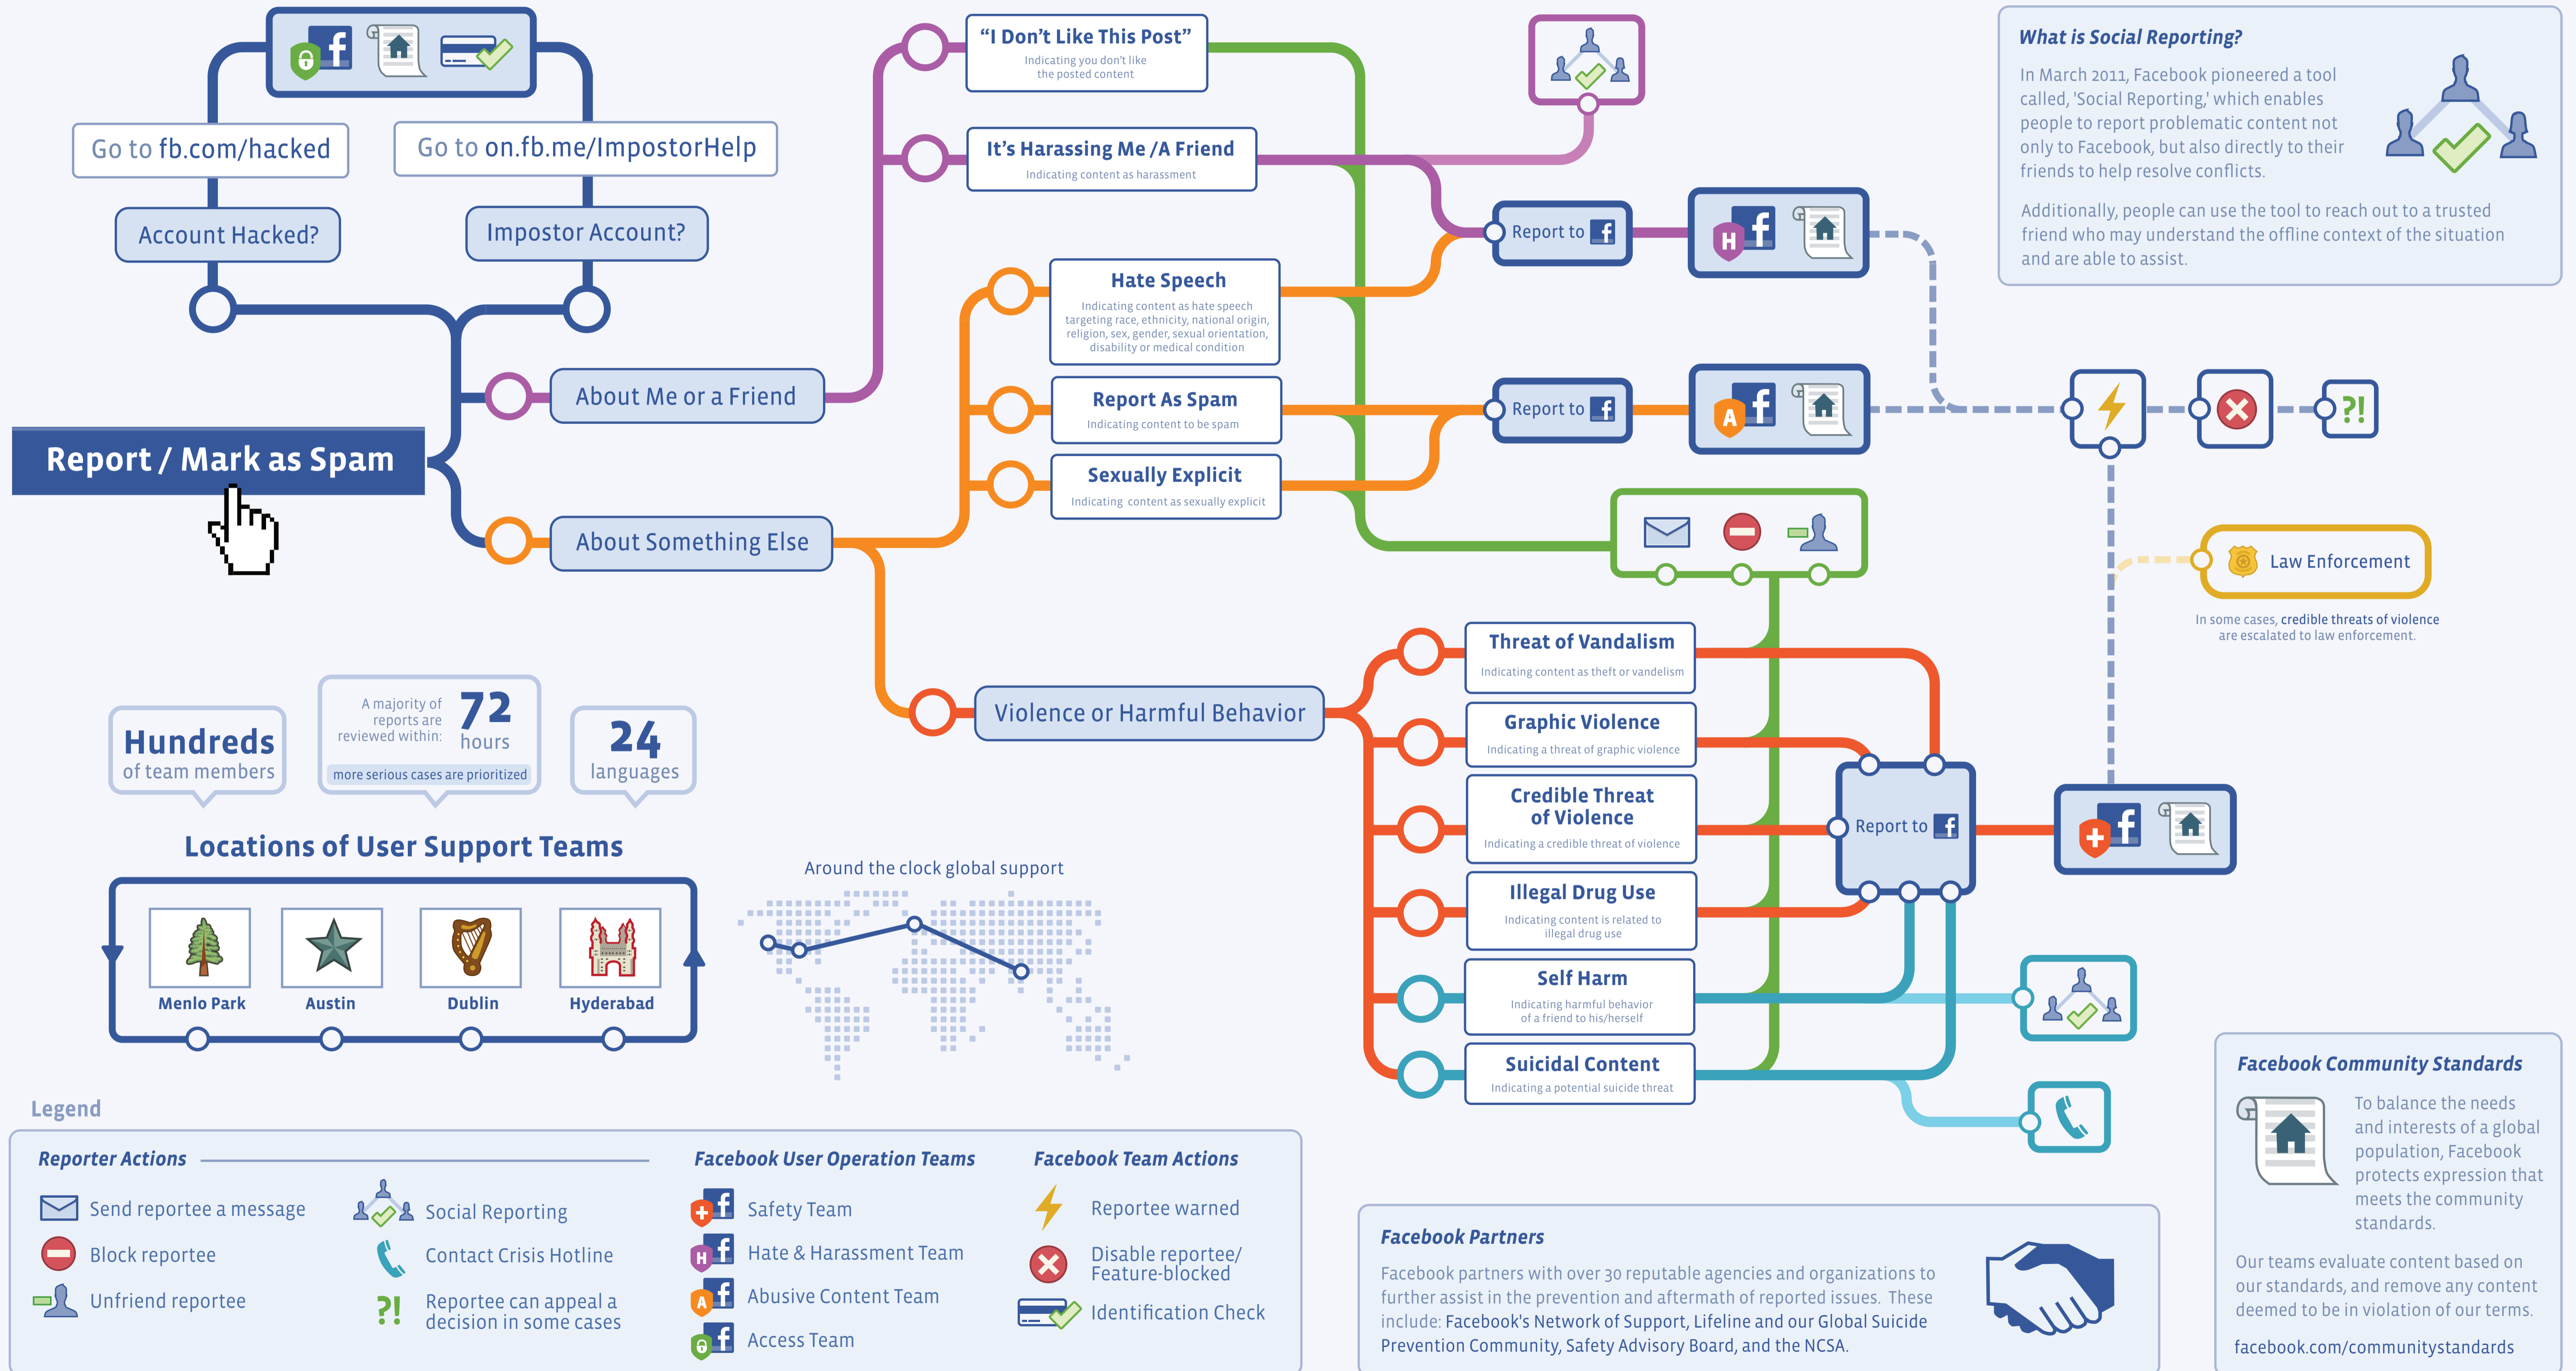 Go to fb.com/hacked
Go to on.fb.me/ImpostorHelp
Account Hacked?
Impostor Account?
About Me or a Friend
Report / Mark as Spam
About Something Else
“I Don’t Like This Post”
Indicating you don’t like
the posted content
It’s Harassing Me /A Friend
Indicating content as harassment
Hate Speech
Indicating content as hate speech
targeting race, ethnicity, national origin,
religion, sex, gender, sexual orientation,
disability or medical condition
Report As Spam
Indicating content to be spam
Sexually Explicit
Indicating content as sexually explicit
Report to f
H f
Report to f
A f
?!
What is Social Reporting?
In March 2011, Facebook pioneered a tool
called, 'Social Reporting,' which enables
people to report problematic content not
only to Facebook, but also directly to their
friends to help resolve conflicts.
Additionally, people can use the tool to reach out to a trusted
friend who may understand the offline context of the situation
and are able to assist.
Law Enforcement
In some cases, credible threats of violence
are escalated to law enforcement.
Violence or Harmful Behavior
Threat of Vandalism
Indicating content as theft or vandelism
Graphic Violence
Indicating a threat of graphic violence
Credible Threat
of Violence
Indicating a credible threat of violence
Illegal Drug Use
Indicating content is related to
illegal drug use
Self Harm
Indicating harmful behavior
of a friend to his/herself
Suicidal Content
Indicating a potential suicide threat
Report to f
f
Hundreds
of team members
A majority of
reports are
reviewed within:
72
hours
more serious cases are prioritized
24
languages
Locations of User Support Teams
Menlo Park
Austin
Dublin
Hyderabad
Around the clock global support
Legend
Reporter Actions
Send reportee a message
Block reportee
Unfriend reportee
Social Reporting
Contact Crisis Hotline
?! Reportee can appeal a
decision in some cases
Facebook User Operation Teams
f Safety Team
H f Hate & Harassment Team
A f Abusive Content Team
f Access Team
Facebook Team Actions
Reportee warned
Disable reportee/
Feature-blocked
Identification Check
Facebook Partners
Facebook partners with over 30 reputable agencies and organizations to
further assist in the prevention and aftermath of reported issues. These
include: Facebook's Network of Support, Lifeline and our Global Suicide
Prevention Community, Safety Advisory Board, and the NCSA.
Facebook Community Standards
To balance the needs
and interests of a global
population, Facebook
protects expression that
meets the community
standards.
Our teams evaluate content based on
our standards, and remove any content
deemed to be in violation of our terms.
facebook.com/communitystandards